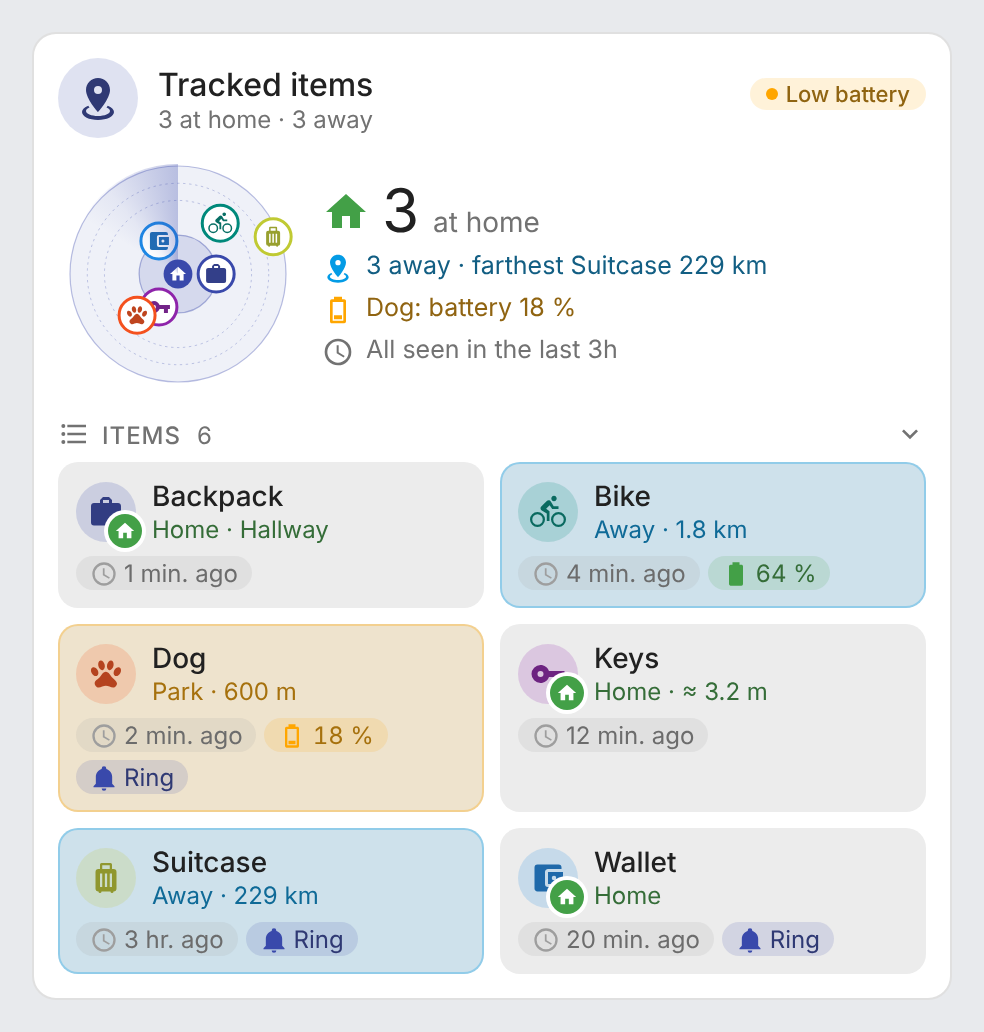 Tracked items
3 at home · 3 away
Low battery
3 at home
3 away · farthest Suitcase 229 km
Dog: battery 18 %
All seen in the last 3h
ITEMS 6
Backpack
Home · Hallway
1 min. ago
Bike
Away · 1.8 km
4 min. ago
64 %
Dog
Park · 600 m
2 min. ago
18 %
Ring
Keys
Home · ≈ 3.2 m
12 min. ago
Suitcase
Away · 229 km
3 hr. ago
Ring
Wallet
Home
20 min. ago
Ring